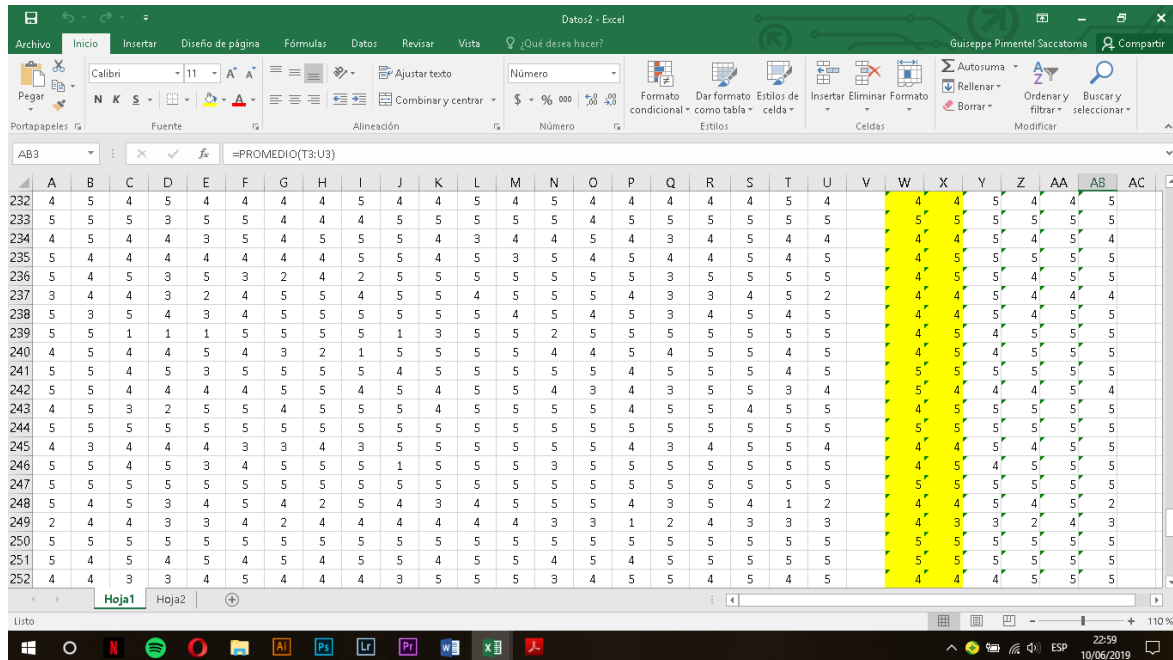 Datos2 - Excel
Archivo Inicio Insertar Diseño de página Fórmulas Datos Revisar Vista ¿Qué desea hacer? Guiseppe Pimentel Saccatoma Compartir
Pegar Calibri 11 A A Ajustar texto Número Formato condicional Dar formato como tabla Estilos de celda Insertar Eliminar Formato Autosuma Rellenar Borrar Ordenar y filtrar Buscar y seleccionar
N K S A Combinar y centrar $ % 000
Portapapeles Fuente Alineación Número Estilos Celdas Modificar
AB3 fx =PROMEDIO(T3:U3)
A B C D E F G H I J K L M N O P Q R S T U V W X Y Z AA AB AC
232 4 5 4 5 4 4 4 4 5 4 4 5 4 5 4 4 4 4 4 5 4 4 4 5 4 4 5
233 5 5 5 3 5 5 4 4 4 5 5 5 5 5 4 5 5 5 5 5 5 5 5 5 5 5 5
234 4 5 4 4 3 5 4 5 5 5 4 3 4 4 5 4 3 4 5 4 4 4 4 5 4 5 4
235 5 4 4 4 4 4 4 4 5 5 4 5 3 5 4 5 4 4 5 4 5 4 5 5 5 5 5
236 5 4 5 3 5 3 2 4 2 5 5 5 5 5 5 5 3 5 5 5 5 4 5 5 4 5 5
237 3 4 4 3 2 4 5 5 4 5 5 4 5 5 5 4 3 3 4 5 2 4 4 5 4 4 4
238 5 3 5 4 3 4 5 5 5 5 5 5 4 5 4 5 3 4 5 4 5 4 4 5 4 5 5
239 5 5 1 1 1 5 5 5 5 1 3 5 5 2 5 5 5 5 5 5 5 4 5 4 5 5 5
240 4 5 4 4 5 4 3 2 1 5 5 5 5 4 4 5 4 5 5 4 5 4 5 4 5 5 5
241 5 5 4 5 3 5 5 5 5 4 5 5 5 5 5 4 5 5 5 4 5 5 5 5 5 5 5
242 5 5 4 4 4 4 5 5 4 5 4 5 5 4 3 4 3 5 5 3 4 5 4 4 4 5 4
243 4 5 3 2 5 5 4 5 5 5 4 5 5 5 5 4 5 5 4 5 5 4 5 5 5 5 5
244 5 5 5 5 5 5 5 5 5 5 5 5 5 5 5 5 5 5 5 5 5 5 5 5 5 5 5
245 4 3 4 4 4 3 3 4 3 5 5 5 5 5 5 4 3 4 5 5 4 4 4 5 4 5 5
246 5 5 4 5 3 4 5 5 5 1 5 5 5 3 5 5 5 5 5 5 5 4 5 4 5 5 5
247 5 5 5 5 5 5 5 5 5 5 5 5 5 5 5 5 5 5 5 5 5 5 5 5 5 5 5
248 5 4 5 3 4 5 4 2 5 4 3 4 5 5 5 4 3 5 4 1 2 4 4 5 4 5 2
249 2 4 4 3 3 4 2 4 4 4 4 4 4 3 3 1 2 4 3 3 3 4 3 3 2 4 3
250 5 5 5 5 5 5 5 5 5 5 5 5 5 5 5 5 5 5 5 5 5 5 5 5 5 5 5
251 5 4 5 4 5 4 5 4 5 5 4 5 5 4 5 4 5 5 5 5 5 5 5 5 5 5 5
252 4 4 3 3 4 5 4 4 4 3 5 5 5 3 4 5 5 4 5 4 5 4 4 4 5 5 5
Hoja1 Hoja2
Listo 110 %
Ai Ps Lr Pr ESP 22:59
10/06/2019